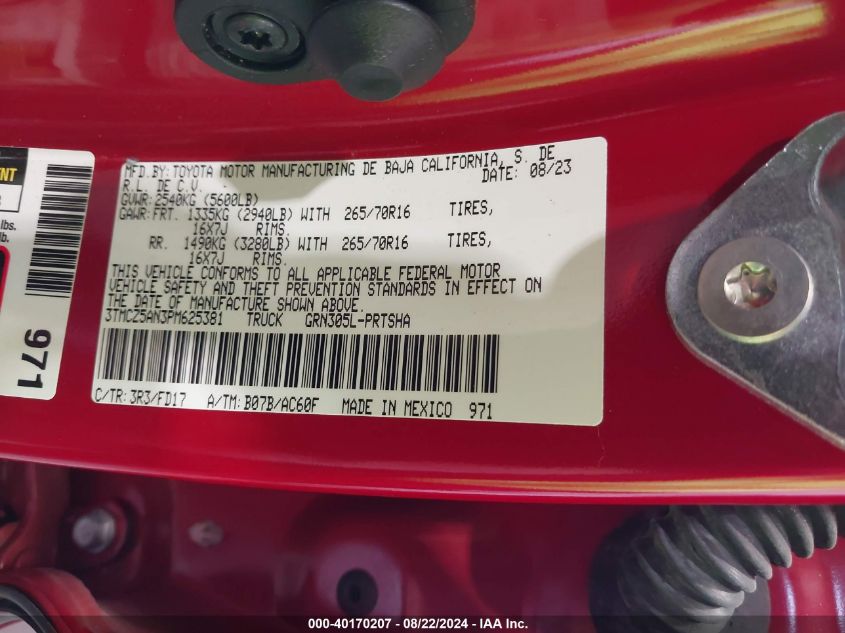 NT
lbs.
lb.
971
MFD.BY:TOYOTA MOTOR MANUFACTURING DE BAJA CALIFORNIA, S. DE
R.L. DE C.V. DATE: 08/23
GVWR:2540KG (5600LB)
GAWR:FRT. 1335KG (2940LB) WITH 265/70R16 TIRES,
16X7J RIMS.
RR. 1490KG (3280LB) WITH 265/70R16 TIRES,
16X7J RIMS.
THIS VEHICLE CONFORMS TO ALL APPLICABLE FEDERAL MOTOR
VEHICLE SAFETY AND THEFT PREVENTION STANDARDS IN EFFECT ON
THE DATE OF MANUFACTURE SHOWN ABOVE.
3TMCZ5AN3PM625381 TRUCK GRN305L-PRTSHA
C/TR:3R3/FD17 A/TM:B07B/AC60F MADE IN MEXICO 971
000-40170207 - 08/22/2024 - IAA Inc.